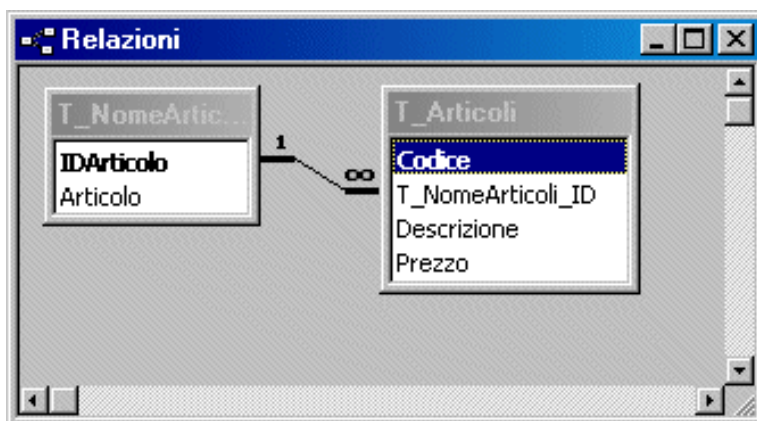 Relazioni
T_NomeArtic...
IDArticolo
Articolo
1
∞
T_Articoli
Codice
T_NomeArticoli_ID
Descrizione
Prezzo